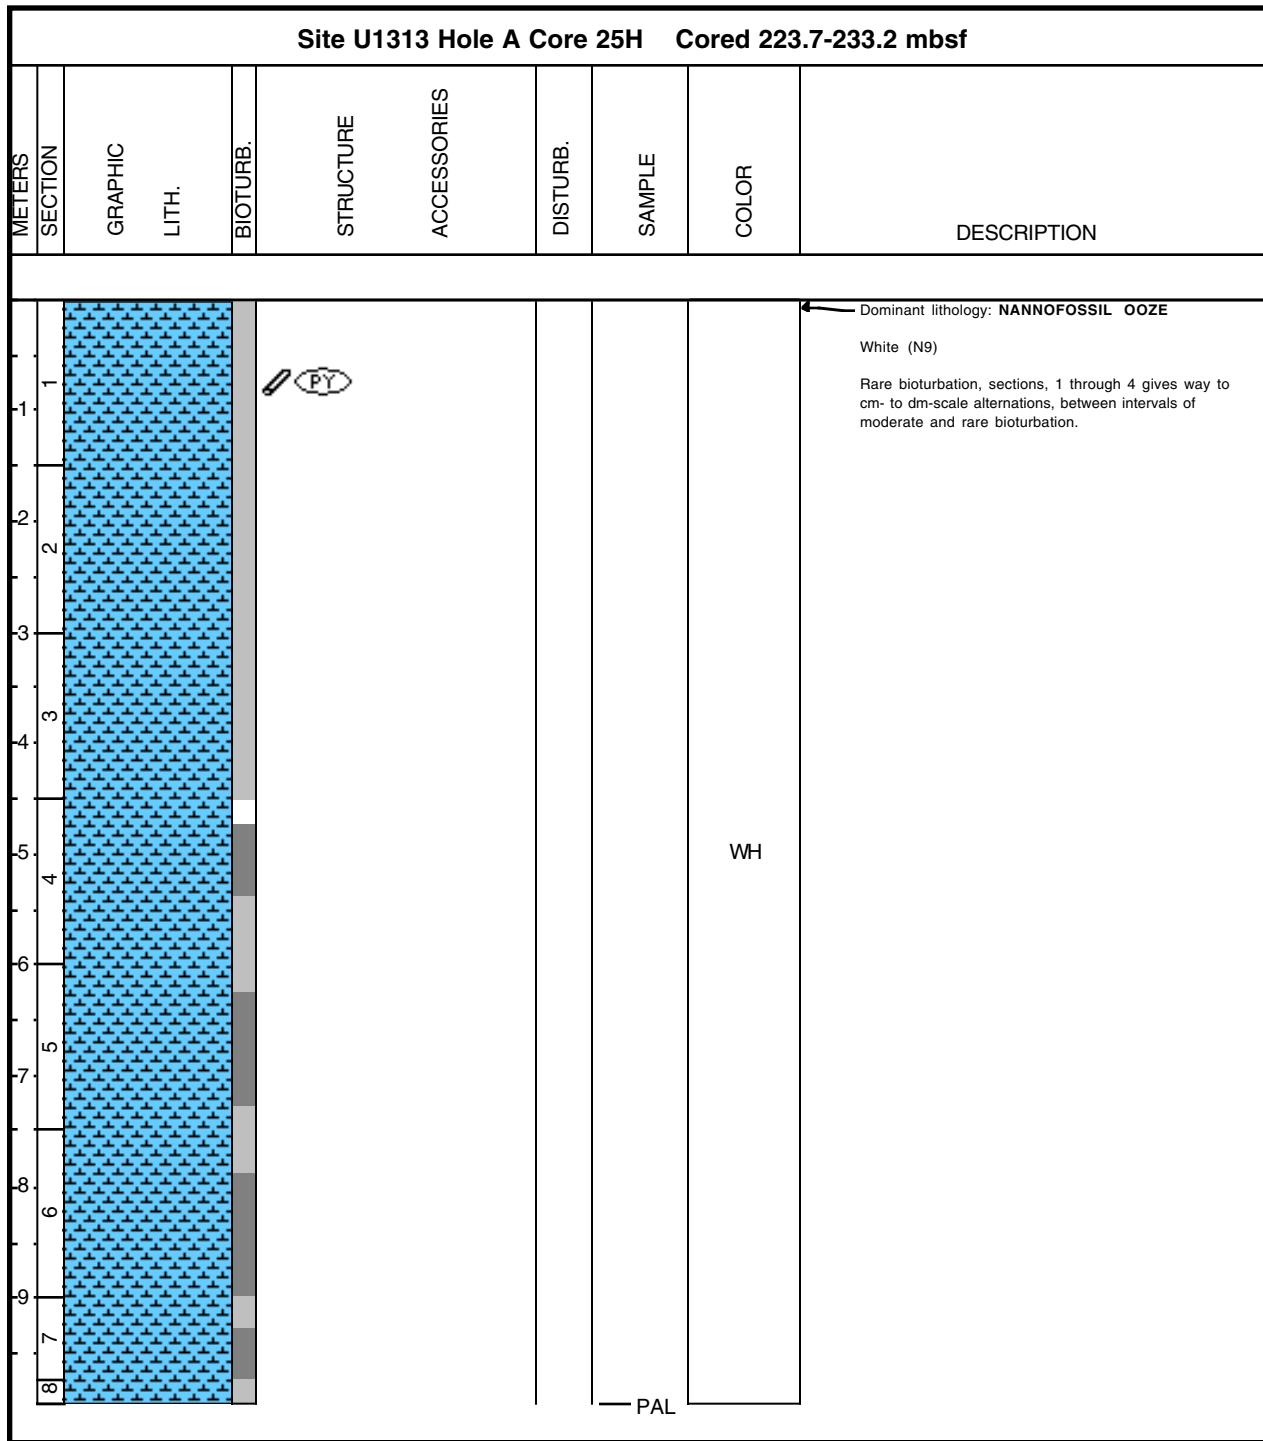 Site U1313 Hole A Core 25H Cored 223.7-233.2 mbsf
METERS
SECTION
GRAPHIC
LITH.
BIOTURB.
STRUCTURE
ACCESSORIES
DISTURB.
SAMPLE
COLOR
DESCRIPTION
Dominant lithology: NANNOFOSSIL OOZE
White (N9)
Rare bioturbation, sections, 1 through 4 gives way to
cm- to dm-scale alternations, between intervals of
moderate and rare bioturbation.
PY
1
1
2
2
3
3
4
WH
5
4
6
5
7
8
6
9
7
8
PAL